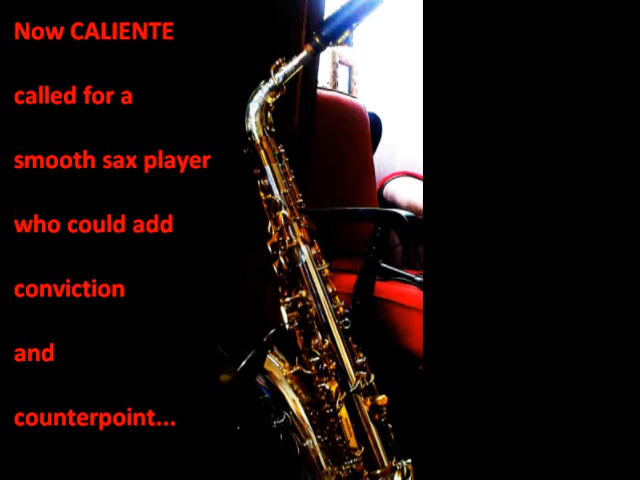 Now CALIENTE
called for a
smooth sax player
who could add
conviction
and
counterpoint...